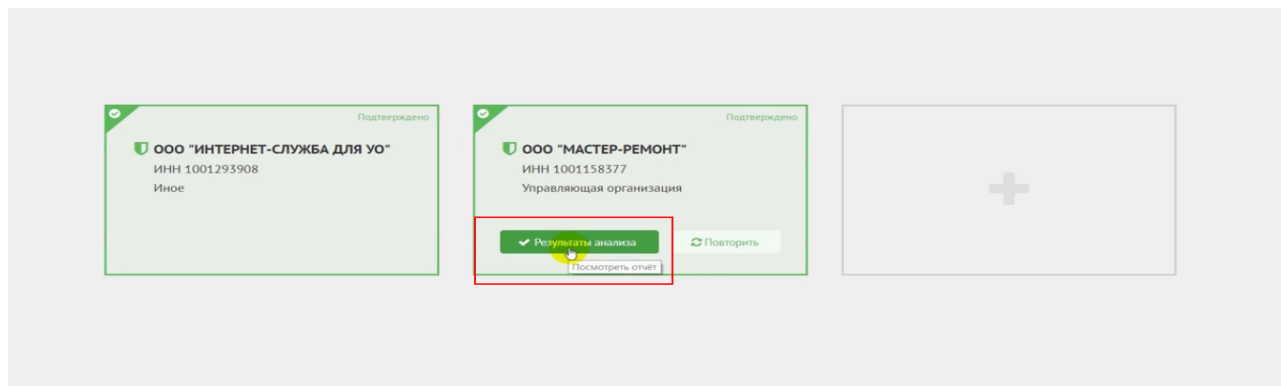 Подтверждено
ООО "ИНТЕРНЕТ-СЛУЖБА ДЛЯ УО"
ИНН 1001293908
Иное
Подтверждено
ООО "МАСТЕР-РЕМОНТ"
ИНН 1001158377
Управляющая организация
Результаты анализа
Повторить
Посмотреть отчёт